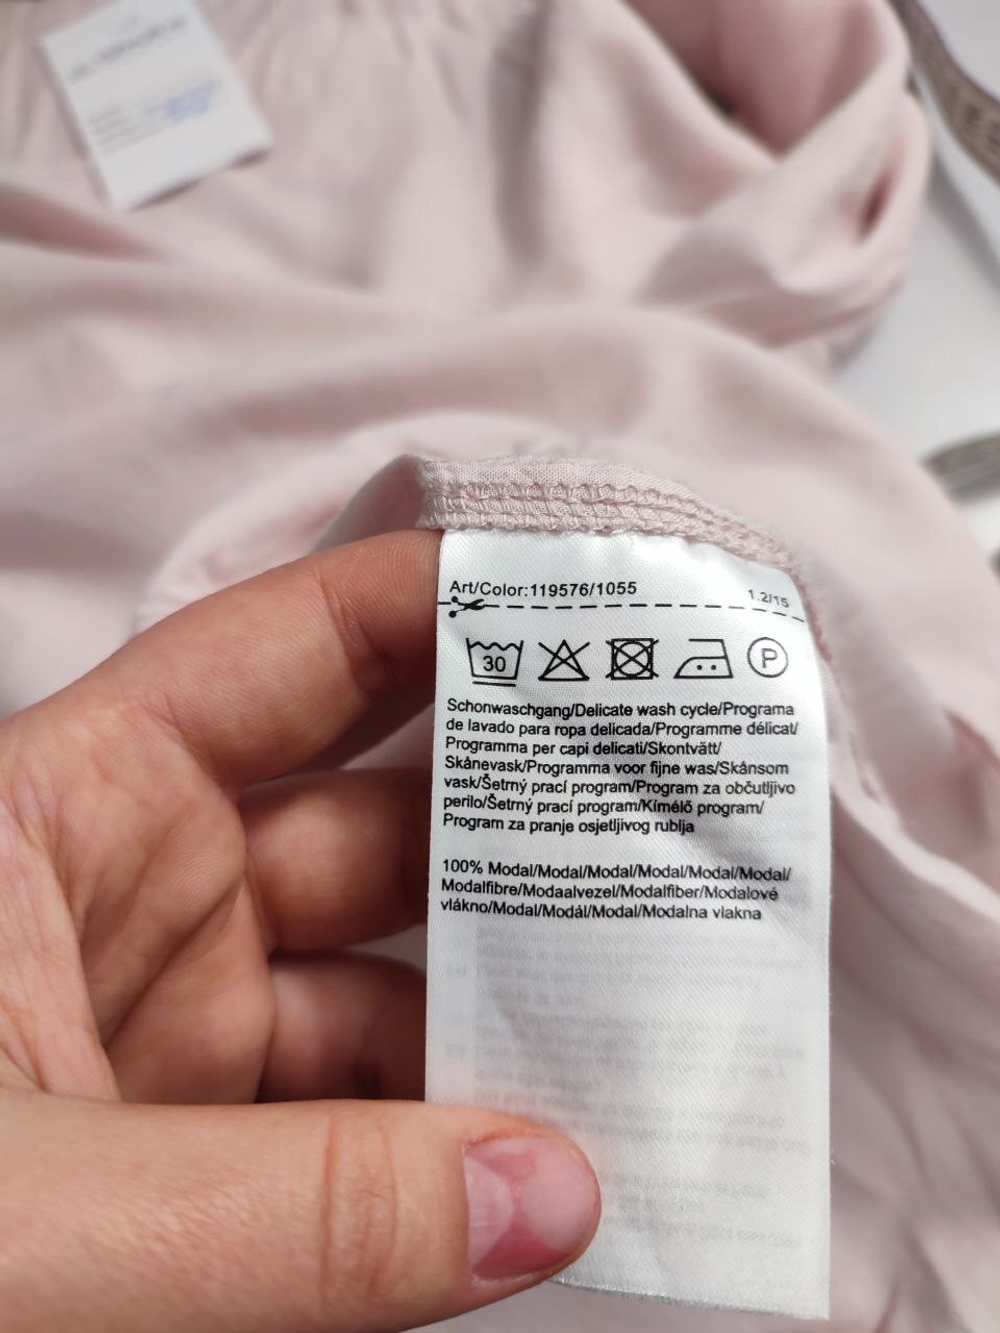 Art/Color:119576/1055
1.2/15
30
P
Schonwaschgang/Delicate wash cycle/Programa
de lavado para ropa delicada/Programme délicat/
Programma per capi delicati/Skontvätt/
Skånevask/Programma voor fijne was/Skånsom
vask/Šetrný prací program/Program za občutljivo
perilo/Šetrný prací program/Kímélő program/
Program za pranje osjetljivog rublja
100% Modal/Modal/Modal/Modal/Modal/Modal/
Modalfibre/Modaalvezel/Modalfiber/Modalové
vlákno/Modal/Modál/Modal/Modalna vlakna